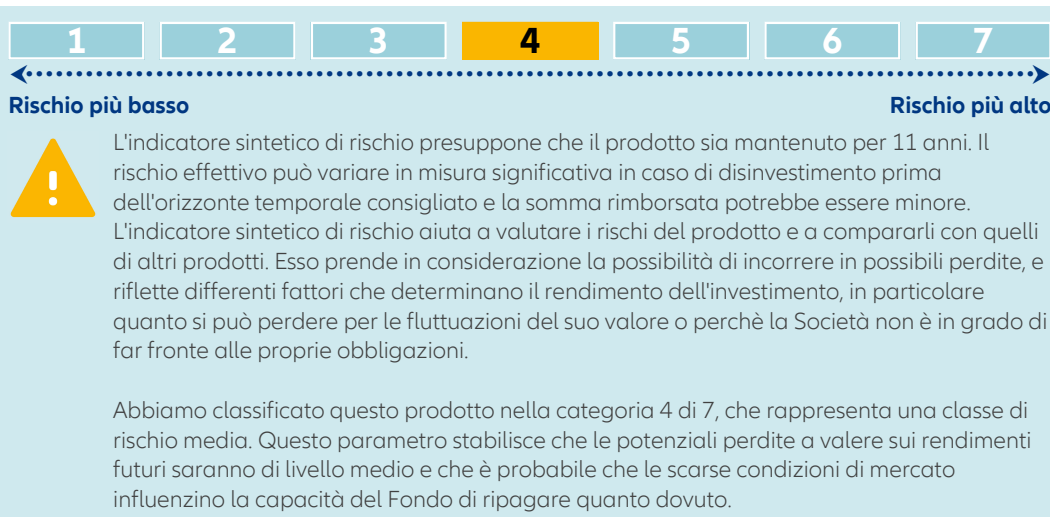 1 2 3 4 5 6 7
Rischio più basso Rischio più alto
L'indicatore sintetico di rischio presuppone che il prodotto sia mantenuto per 11 anni. Il
rischio effettivo può variare in misura significativa in caso di disinvestimento prima
dell'orizzonte temporale consigliato e la somma rimborsata potrebbe essere minore.
L'indicatore sintetico di rischio aiuta a valutare i rischi del prodotto e a compararli con quelli
di altri prodotti. Esso prende in considerazione la possibilità di incorrere in possibili perdite, e
riflette differenti fattori che determinano il rendimento dell'investimento, in particolare
quanto si può perdere per le fluttuazioni del suo valore o perchè la Società non è in grado di
far fronte alle proprie obbligazioni.
Abbiamo classificato questo prodotto nella categoria 4 di 7, che rappresenta una classe di
rischio media. Questo parametro stabilisce che le potenziali perdite a valere sui rendimenti
futuri saranno di livello medio e che è probabile che le scarse condizioni di mercato
influenzino la capacità del Fondo di ripagare quanto dovuto.